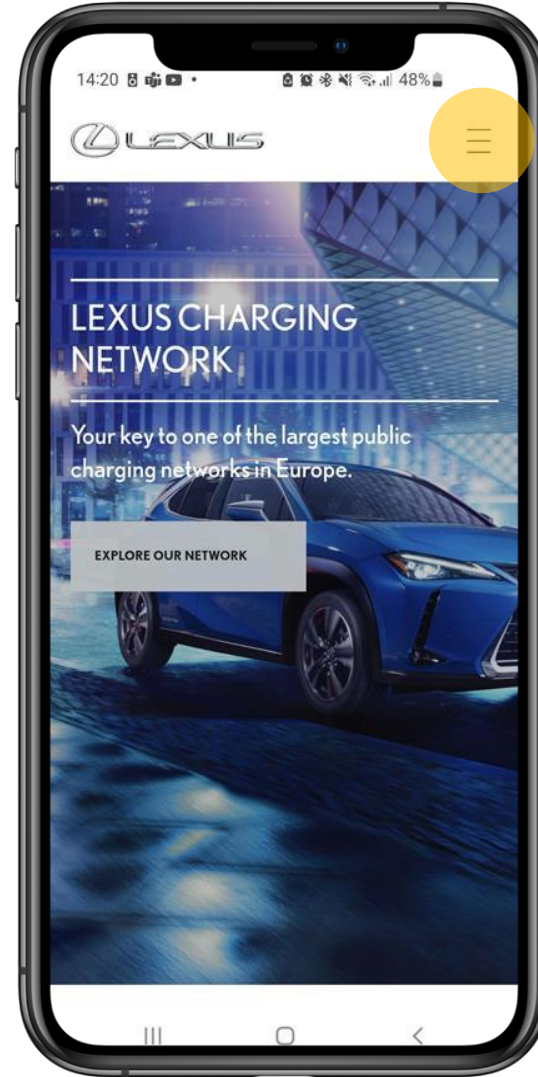 14:20
48%
LEXUS
LEXUS CHARGING
NETWORK
Your key to one of the largest public
charging networks in Europe.
EXPLORE OUR NETWORK